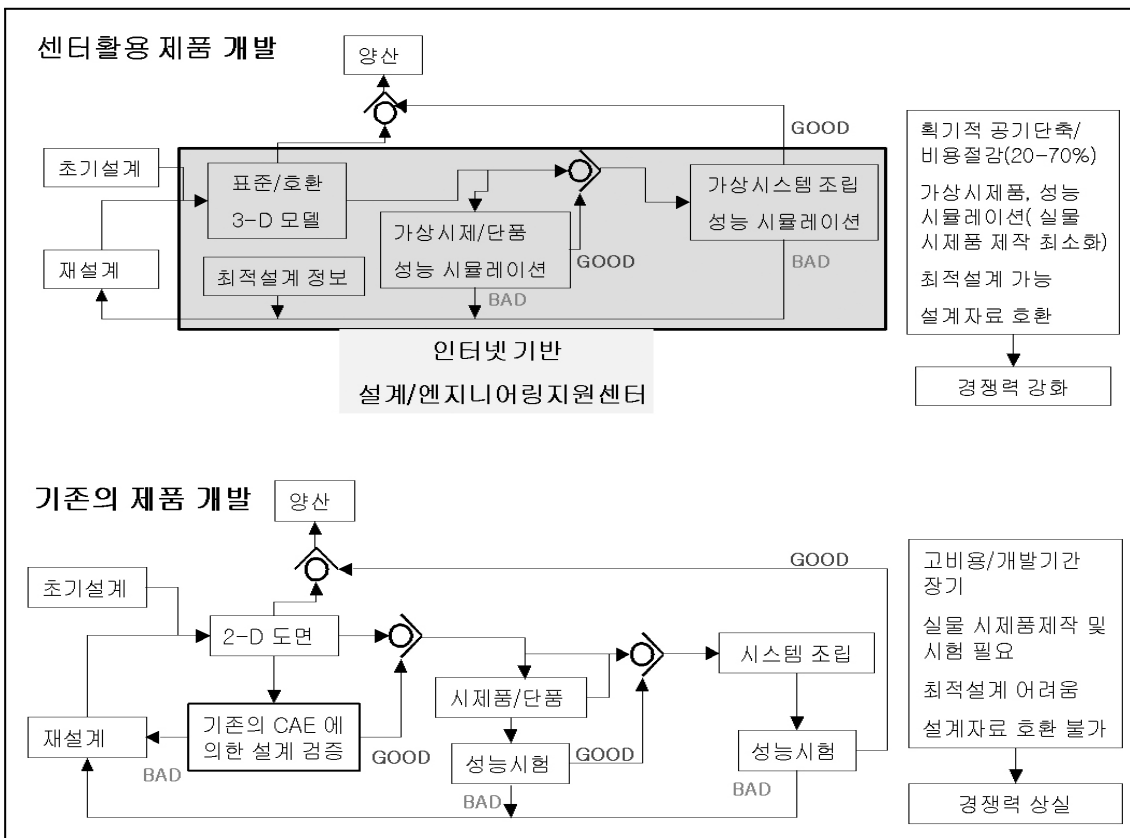 센터활용 제품 개발
양산
GOOD
초기설계
표준/호환
3-D 모델
가상시스템 조립
성능 시뮬레이션
가상시제/단품
성능 시뮬레이션
GOOD
BAD
재설계
최적설계 정보
BAD
인터넷 기반
설계/엔지니어링지원센터
획기적 공기단축/
비용절감(20-70%)
가상시제품, 성능
시뮬레이션( 실물
시제품 제작 최소화)
최적설계 가능
설계자료 호환
경쟁력 강화
기존의 제품 개발
양산
GOOD
초기설계
2-D 도면
시스템 조립
시제품/단품
재설계
기존의 CAE 에
의한 설계 검증
BAD
GOOD
성능시험
GOOD
BAD
성능시험
BAD
고비용/개발기간
장기
실물 시제품제작 및
시험 필요
최적설계 어려움
설계자료 호환 불가
경쟁력 상실